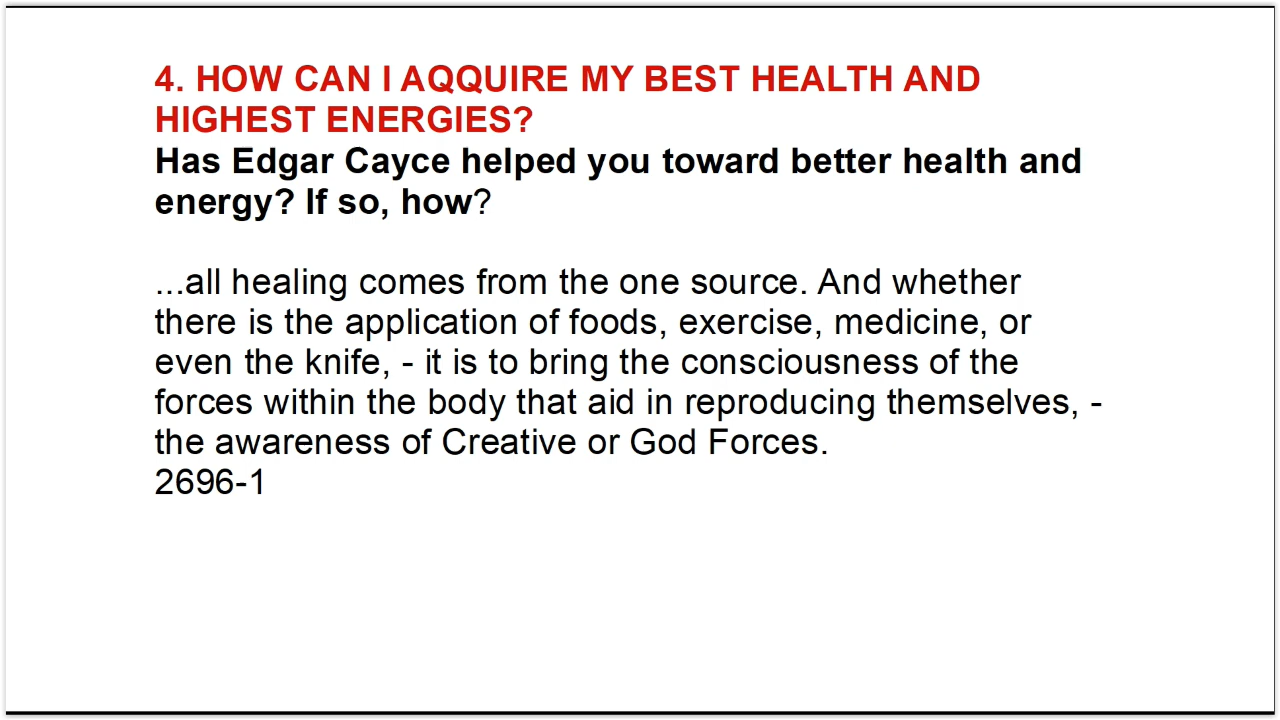 4. HOW CAN I AQQUIRE MY BEST HEALTH AND
HIGHEST ENERGIES?
Has Edgar Cayce helped you toward better health and
energy? If so, how?
...all healing comes from the one source. And whether
there is the application of foods, exercise, medicine, or
even the knife, - it is to bring the consciousness of the
forces within the body that aid in reproducing themselves, -
the awareness of Creative or God Forces.
2696-1